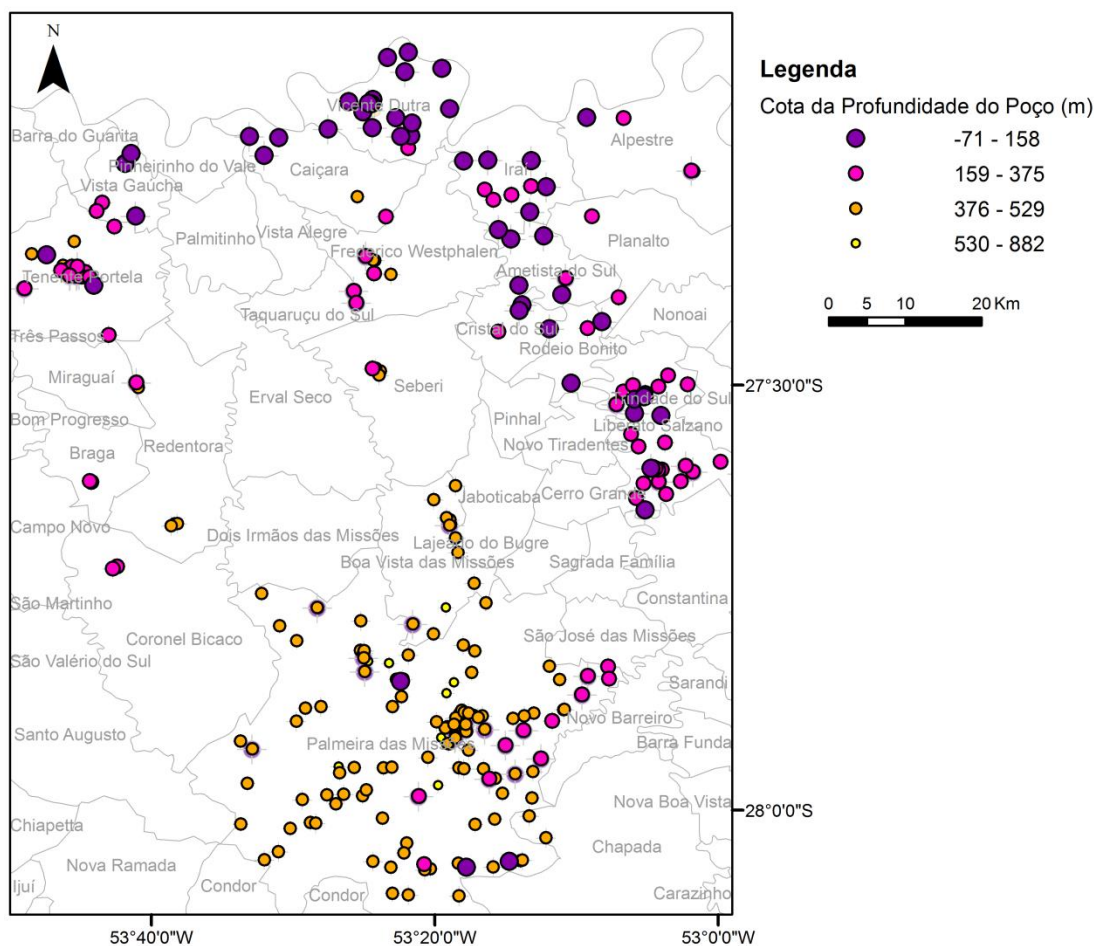 N
Vicente Dutra
Barra do Guarita
Alpestre
Pinheirinho do Vale
Caiçara
Iraí
Vista Gaúcha
Palmitinho
Vista Alegre
Planalto
Frederico Westphalen
Tenente Portela
Ametista do Sul
Taquaruçu do Sul
Nonoai
Três Passos
Cristal do Sul
Rodeio Bonito
Miraguaí
Erval Seco
Seberi
Trindade do Sul
Bom Progresso
Pinhal
Liberato Salzano
Redentora
Novo Tiradentes
Braga
Jaboticaba
Cerro Grande
Campo Novo
Dois Irmãos das Missões
Lajeado do Bugre
Boa Vista das Missões
Sagrada Família
São Martinho
Constantina
Coronel Bicaco
São José das Missões
São Valério do Sul
Sarandi
Novo Barreiro
Santo Augusto
Palmeira das Missões
Barra Funda
Nova Boa Vista
Chiapetta
Chapada
Nova Ramada
Condor
Condor
Ijuí
Carazinho
53°40'0"W
53°20'0"W
53°0'0"W
27°30'0"S
28°0'0"S
Legenda
Cota da Profundidade do Poço (m)
-71 - 158
159 - 375
376 - 529
530 - 882
0 5 10 20 Km